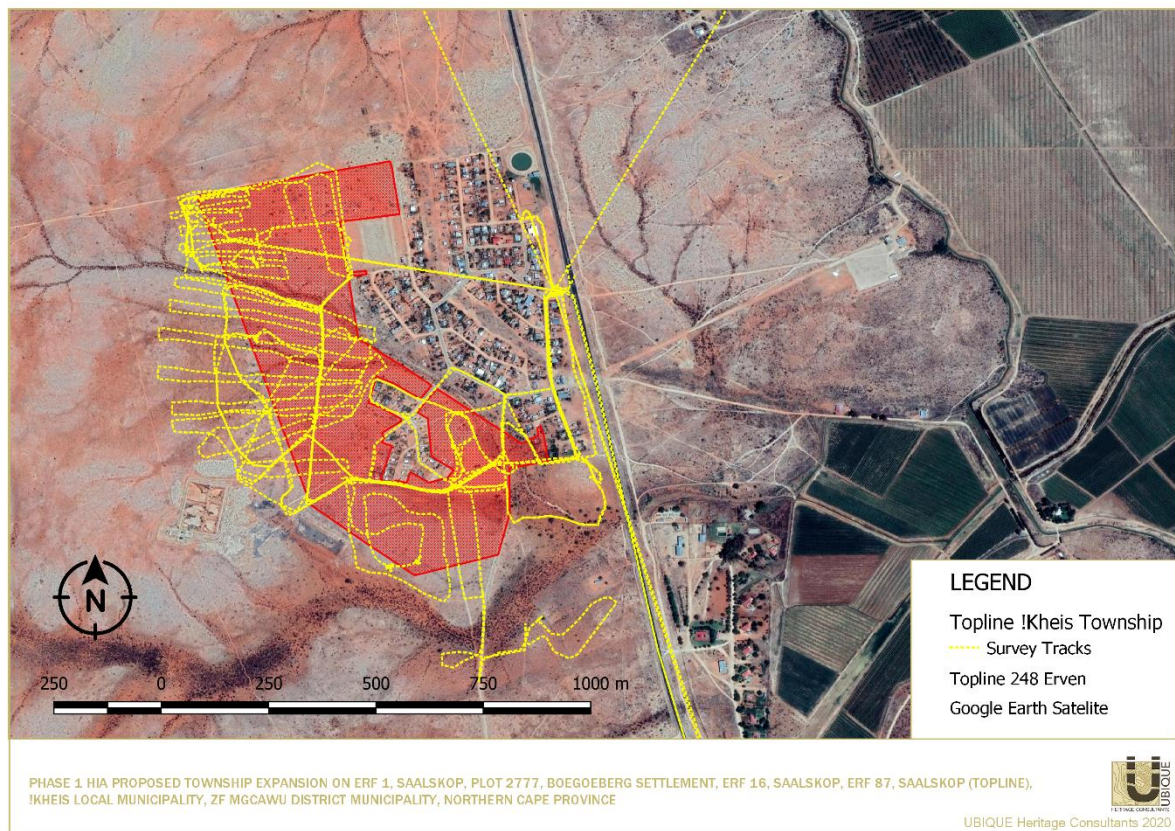 LEGEND
Topline !Kheis Township
Survey Tracks
Topline 248 Erven
Google Earth Satelite
N
250 0 250 500 750 1000 m
PHASE 1 HIA PROPOSED TOWNSHIP EXPANSION ON ERF 1, SAALSKOP, PLOT 2777, BOEGOEBERG SETTLEMENT, ERF 16, SAALSKOP, ERF 87, SAALSKOP (TOPLINE),
!KHEIS LOCAL MUNICIPALITY, ZF MGCAWU DISTRICT MUNICIPALITY, NORTHERN CAPE PROVINCE
UBIQUE
HERITAGE CONSULTANTS
UBIQUE Heritage Consultants 2020